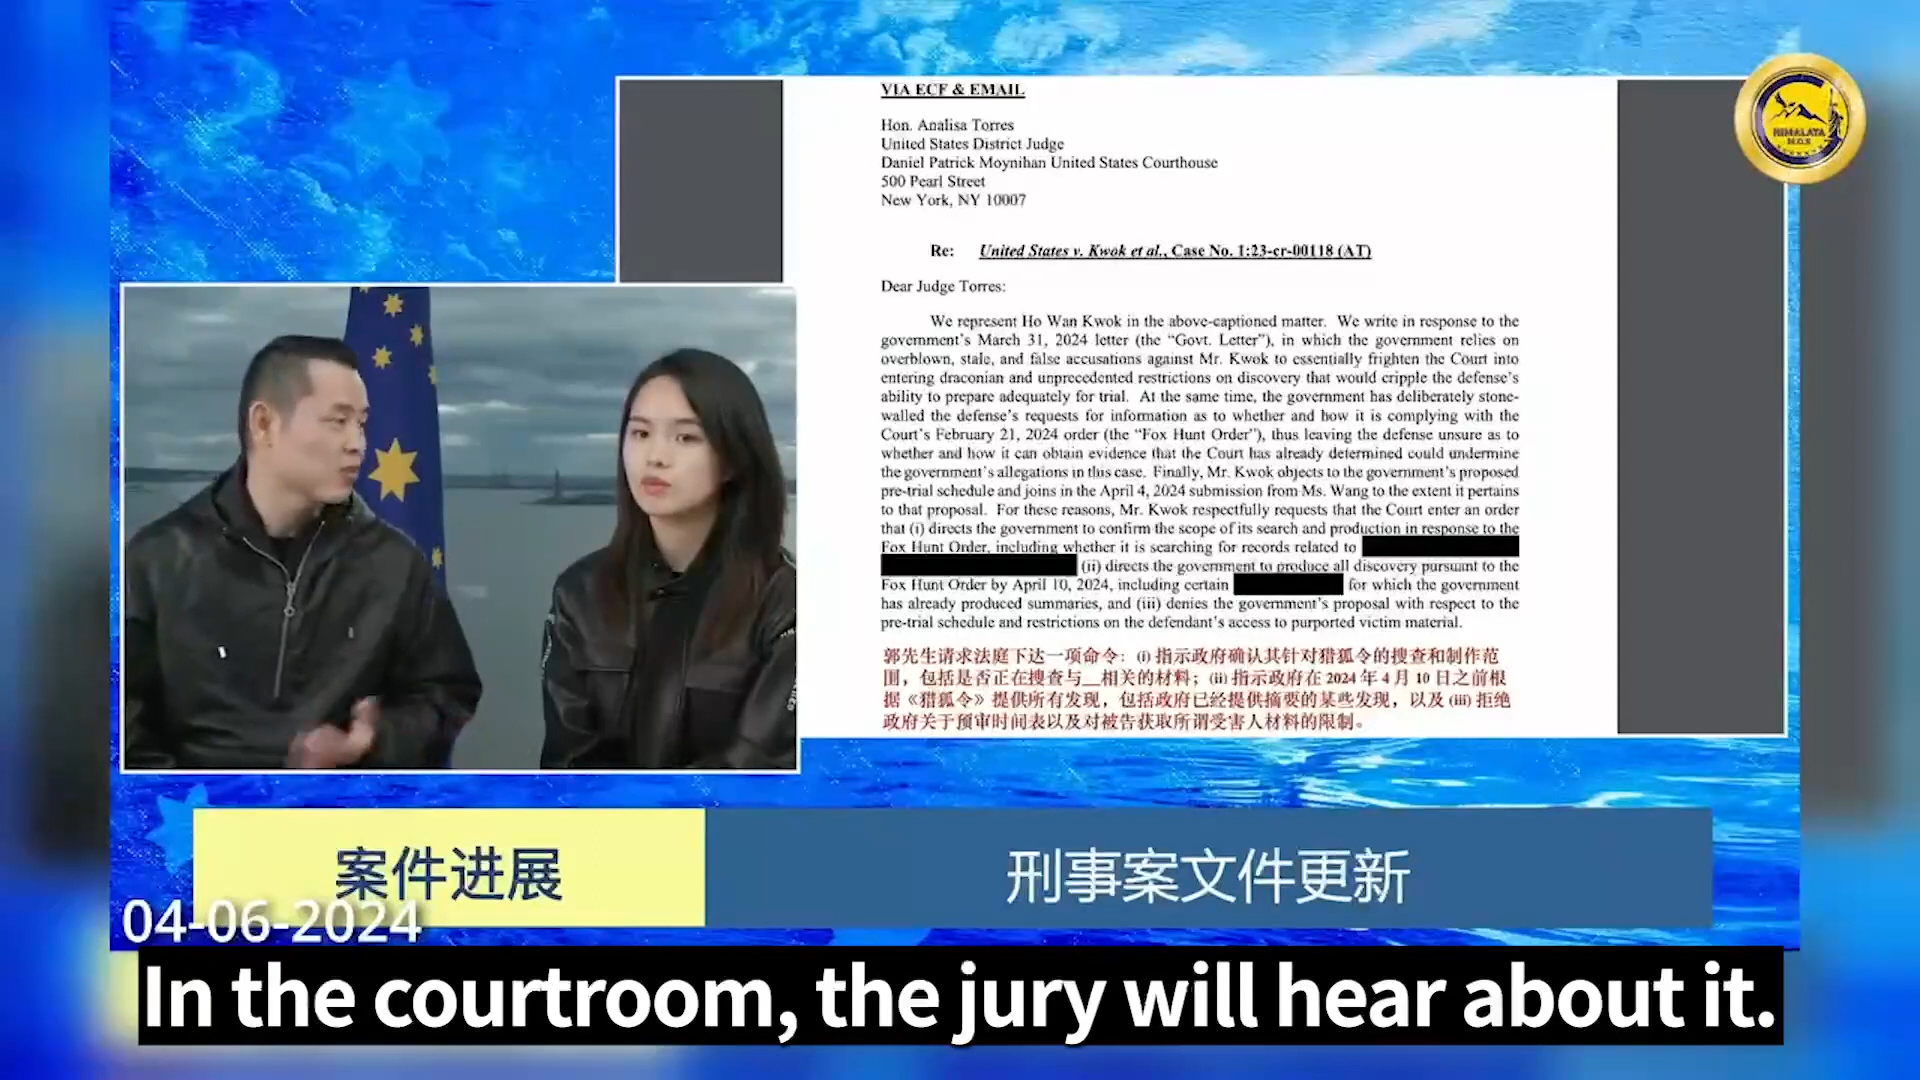 VIA ECF & EMAIL
Hon. Analisa Torres
United States District Judge
Daniel Patrick Moynihan United States Courthouse
500 Pearl Street
New York, NY 10007
Re: United States v. Kwok et al., Case No. 1:23-cr-00118 (AT)
Dear Judge Torres:
We represent Ho Wan Kwok in the above-captioned matter. We write in response to the
government's March 31, 2024 letter (the "Govt. Letter"), in which the government relies on
overblown, stale, and false accusations against Mr. Kwok to essentially frighten the Court into
entering draconian and unprecedented restrictions on discovery that would cripple the defense's
ability to prepare adequately for trial. At the same time, the government has deliberately stone-
walled the defense's requests for information as to whether and how it is complying with the
Court's February 21, 2024 order (the "Fox Hunt Order"), thus leaving the defense unsure as to
whether and how it can obtain evidence that the Court has already determined could undermine
the government's allegations in this case. Finally, Mr. Kwok objects to the government's proposed
pre-trial schedule and joins in the April 4, 2024 submission from Ms. Wang to the extent it pertains
to that proposal. For these reasons, Mr. Kwok respectfully requests that the Court enter an order
that (i) directs the government to confirm the scope of its search and production in response to the
Fox Hunt Order, including whether it is searching for records related to
(ii) directs the government to produce all discovery pursuant to the
Fox Hunt Order by April 10, 2024, including certain for which the government
has already produced summaries, and (iii) denies the government's proposal with respect to the
pre-trial schedule and restrictions on the defendant's access to purported victim material.
郭先生请求法庭下达一项命令：(i) 指示政府确认其针对猎狐令的搜查和制作范
围，包括是否正在搜查与__相关的材料；(ii) 指示政府在 2024 年 4 月 10 日之前根
据《猎狐令》提供所有发现，包括政府已经提供摘要的某些发现，以及 (iii) 拒绝
政府关于预审时间表以及对被告获取所谓受害人材料的限制。
HIMALAYA
案件进展
刑事案文件更新
04-06-2024
In the courtroom, the jury will hear about it.